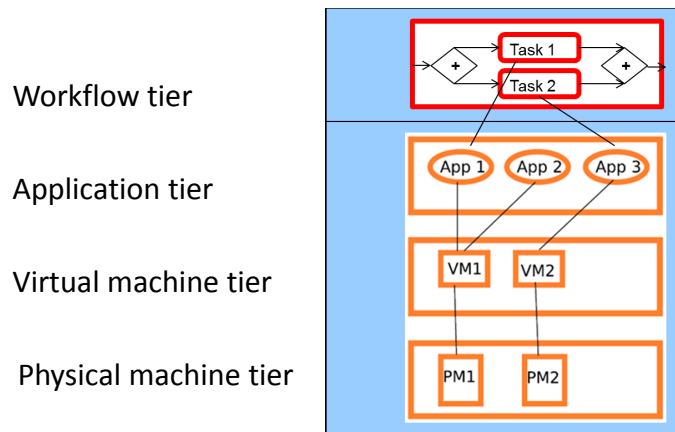 +
Task 1
+
Task 2
Workflow tier
App 1 App 2 App 3
Application tier
VM1 VM2
Virtual machine tier
PM1 PM2
Physical machine tier